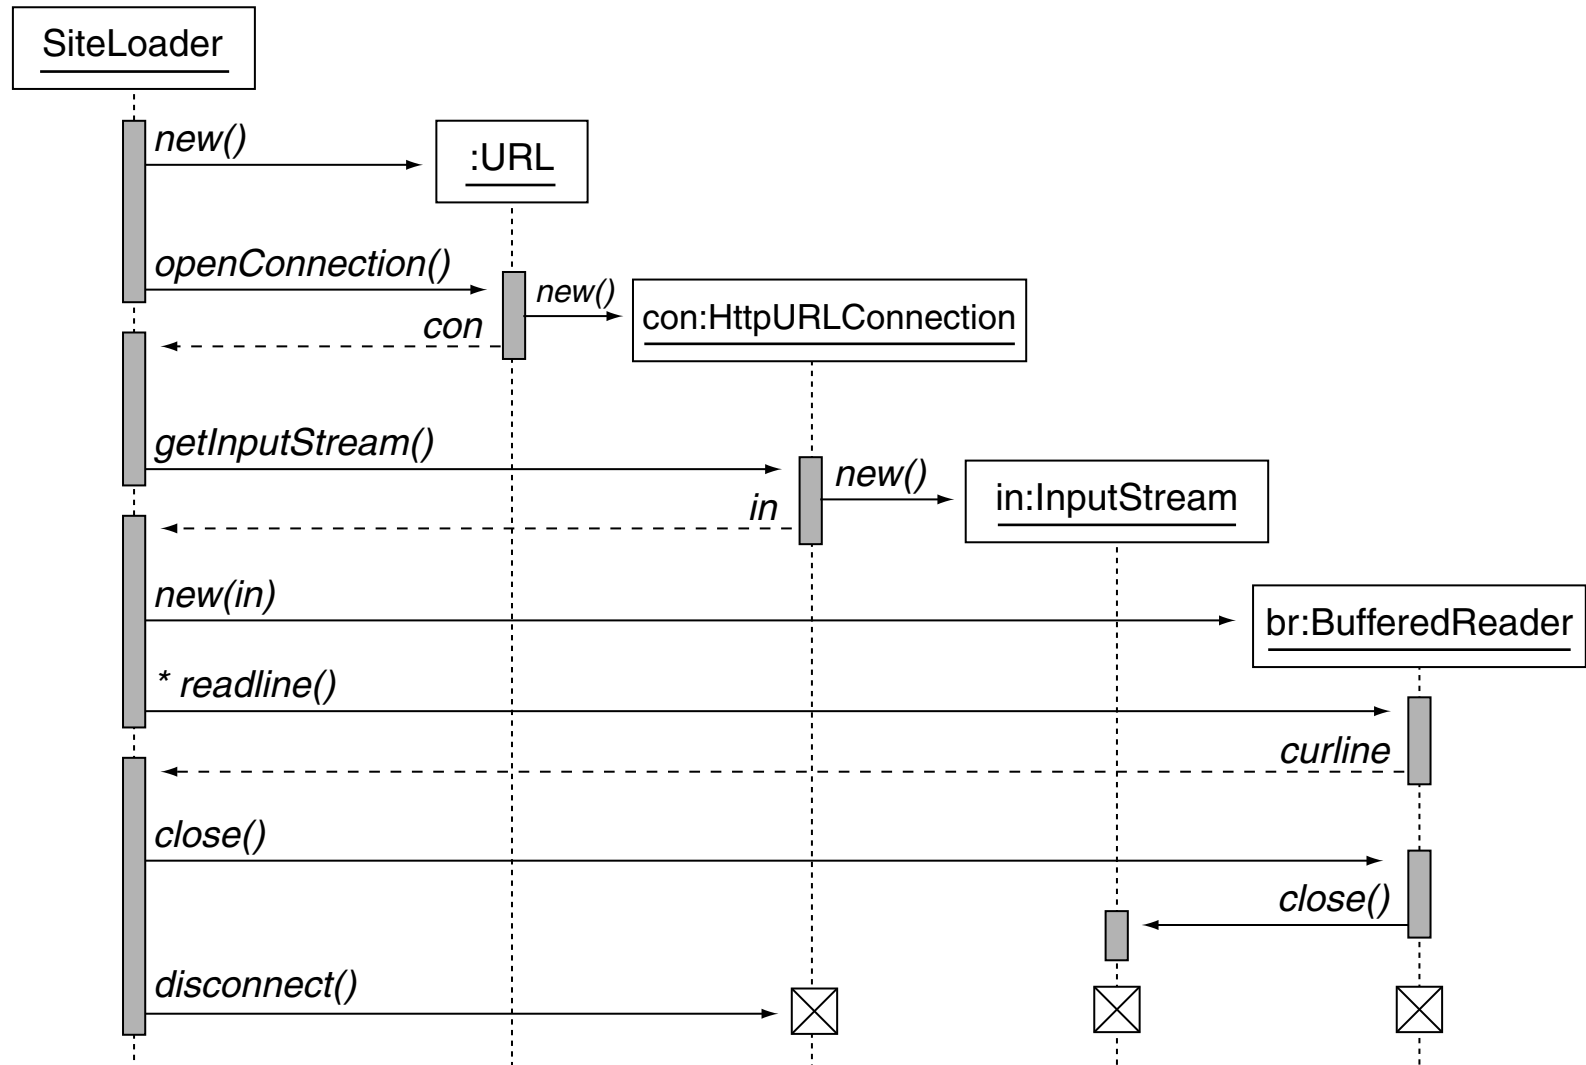 SiteLoader
new()
:URL
openConnection()
new()
con:HttpURLConnection
con
getInputStream()
new()
in:InputStream
in
new(in)
br:BufferedReader
* readline()
curline
close()
close()
disconnect()